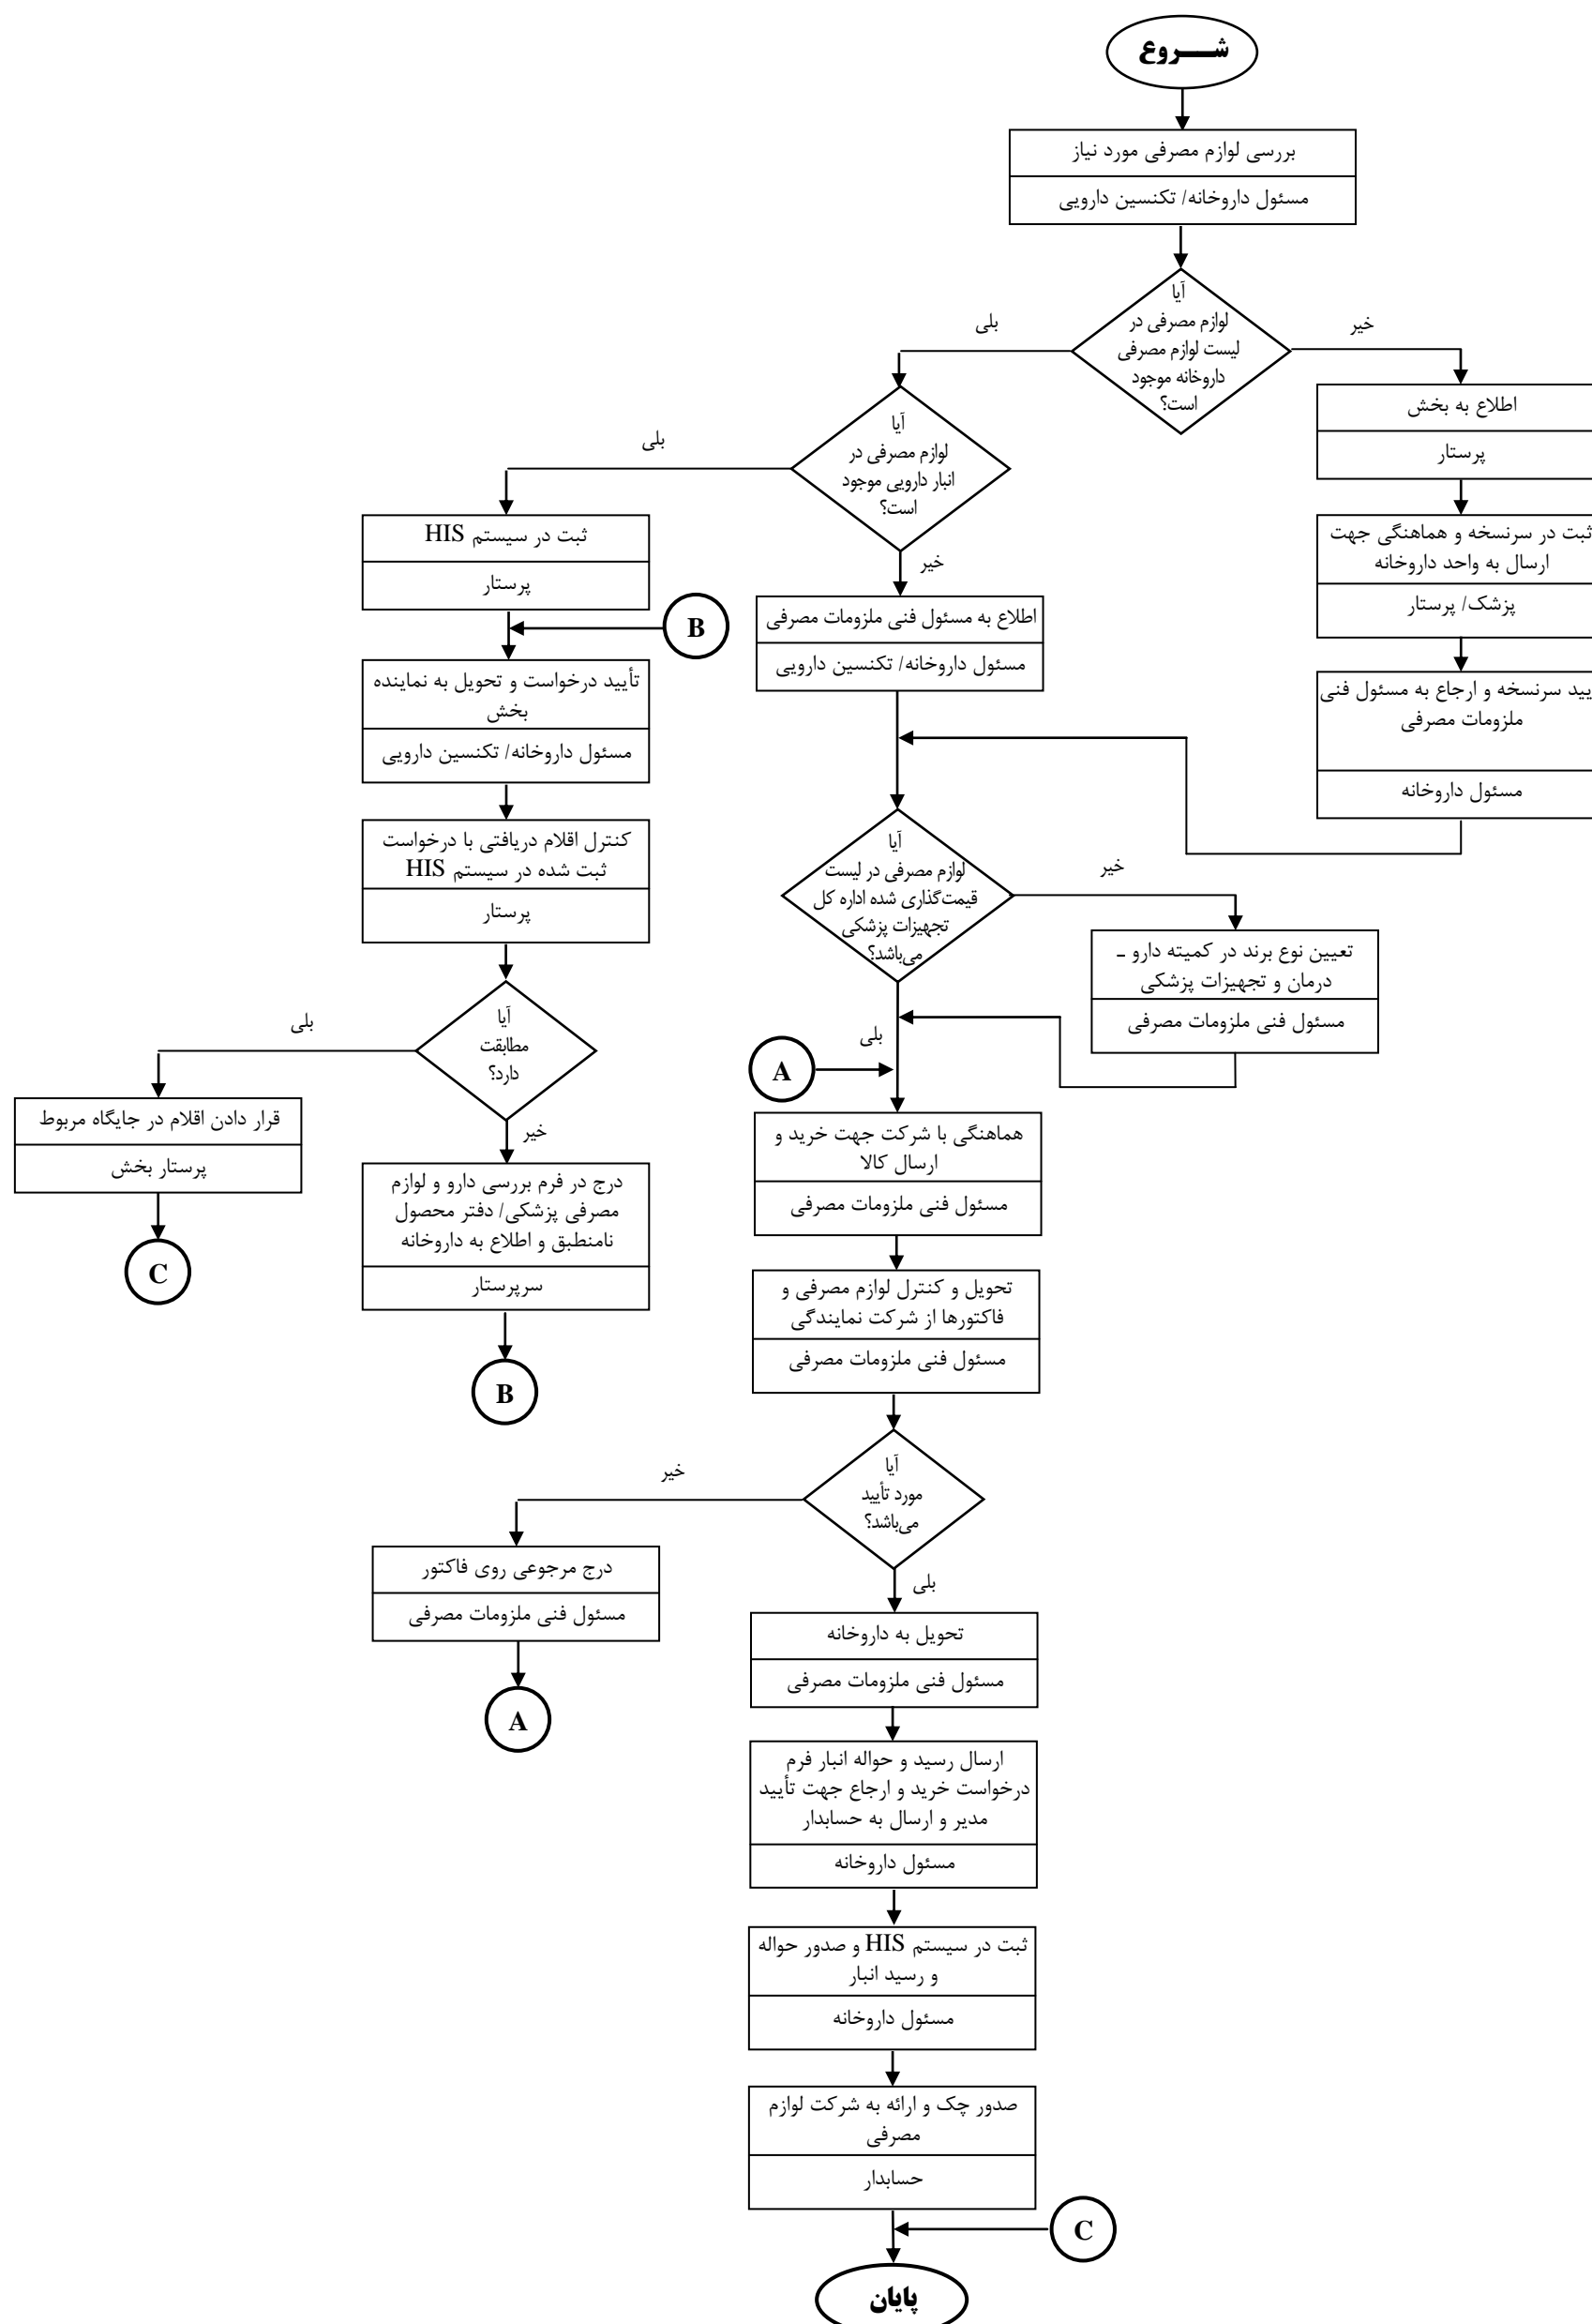 شـــروع
بررسی لوازم مصرفی مورد نیاز
مسئول داروخانه/ تکنسین دارویی
آیا
لوازم مصرفی در
لیست لوازم مصرفی
داروخانه موجود
است؟
خیر
بلی
اطلاع به بخش
پرستار
ثبت در سرنسخه و هماهنگی جهت
ارسال به واحد داروخانه
پزشک/ پرستار
یید سرنسخه و ارجاع به مسئول فنی
ملزومات مصرفی
مسئول داروخانه
آیا
لوازم مصرفی در
انبار دارویی موجود
است؟
بلی
خیر
اطلاع به مسئول فنی ملزومات مصرفی
مسئول داروخانه/ تکنسین دارویی
ثبت در سیستم HIS
پرستار
B
تأیید درخواست و تحویل به نماینده
بخش
مسئول داروخانه/ تکنسین دارویی
کنترل اقلام دریافتی با درخواست
ثبت شده در سیستم HIS
پرستار
آیا
مطابقت
دارد؟
بلی
خیر
قرار دادن اقلام در جایگاه مربوط
پرستار بخش
C
درج در فرم بررسی دارو و لوازم
مصرفی پزشکی/ دفتر محصول
نامنطبق و اطلاع به داروخانه
سرپرستار
B
آیا
لوازم مصرفی در لیست
قیمت‌گذاری شده اداره کل
تجهیزات پزشکی
می‌باشد؟
خیر
بلی
تعیین نوع برند در کمیته دارو ـ
درمان و تجهیزات پزشکی
مسئول فنی ملزومات مصرفی
A
هماهنگی با شرکت جهت خرید و
ارسال کالا
مسئول فنی ملزومات مصرفی
تحویل و کنترل لوازم مصرفی و
فاکتورها از شرکت نمایندگی
مسئول فنی ملزومات مصرفی
آیا
مورد تأیید
می‌باشد؟
خیر
بلی
درج مرجوعی روی فاکتور
مسئول فنی ملزومات مصرفی
A
تحویل به داروخانه
مسئول فنی ملزومات مصرفی
ارسال رسید و حواله انبار فرم
درخواست خرید و ارجاع جهت تأیید
مدیر و ارسال به حسابدار
مسئول داروخانه
ثبت در سیستم HIS و صدور حواله
و رسید انبار
مسئول داروخانه
صدور چک و ارائه به شرکت لوازم
مصرفی
حسابدار
C
پایان